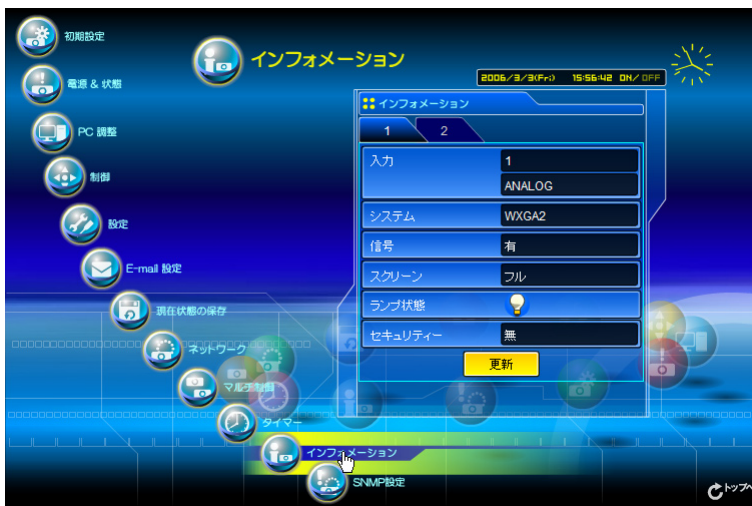 初期設定
電源 & 状態
PC 調整
制御
設定
E-mail 設定
現在状態の保存
ネットワーク
マルチ制御
タイマー
インフォメーション
SNMP設定
インフォメーション
2006/3/3(Fri) 15:56:42 ON/OFF
インフォメーション
1 2
入力 1
ANALOG
システム WXGA2
信号 有
スクリーン フル
ランプ状態
セキュリティー 無
更新
トップへ